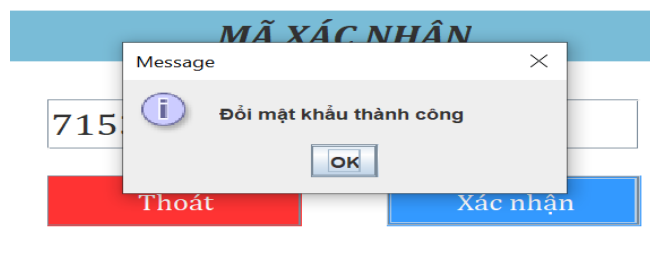 MÃ XÁC NHẬN
Message
Đổi mật khẩu thành công
715
OK
Thoát
Xác nhận